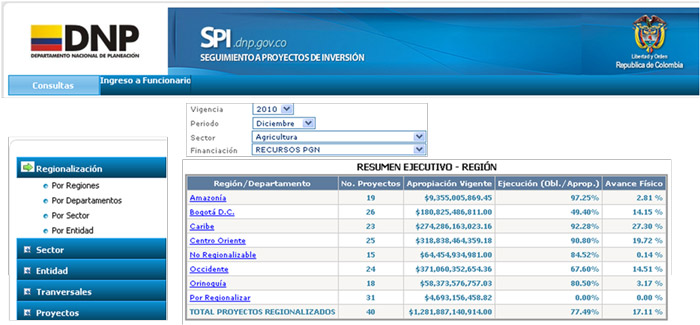 DNP
DEPARTAMENTO NACIONAL DE PLANEACIÓN
SPI.dnp.gov.co
SEGUIMIENTO A PROYECTOS DE INVERSIÓN
Libertad y Orden
Republica de Colombia
Consultas Ingreso a Funcionario
Vigencia 2010
Periodo Diciembre
Sector Agricultura
Financiación RECURSOS PGN
Regionalización
Por Regiones
Por Departamentos
Por Sector
Por Entidad
Sector
Entidad
Tranversales
Proyectos
RESUMEN EJECUTIVO - REGIÓN
Región/Departamento No. Proyectos Apropiación Vigente Ejecución (Obl./Aprop.) Avance Físico
Amazonía 19 $9,355,005,869.45 97.25% 2.81 %
Bogotá D.C. 26 $180,825,486,811.00 49.40% 14.15 %
Caribe 23 $274,286,163,023.16 92.28% 27.30 %
Centro Oriente 25 $318,838,464,359.18 90.80% 19.72 %
No Regionalizable 15 $64,454,934,981.00 84.52% 0.14 %
Occidente 24 $371,060,352,654.36 67.60% 14.51 %
Orinoquía 18 $58,373,576,757.03 80.50% 3.17 %
Por Regionalizar 31 $4,693,156,458.82 0.00% 0.00 %
TOTAL PROYECTOS REGIONALIZADOS 40 $1,281,887,140,914.00 77.49% 17.11 %